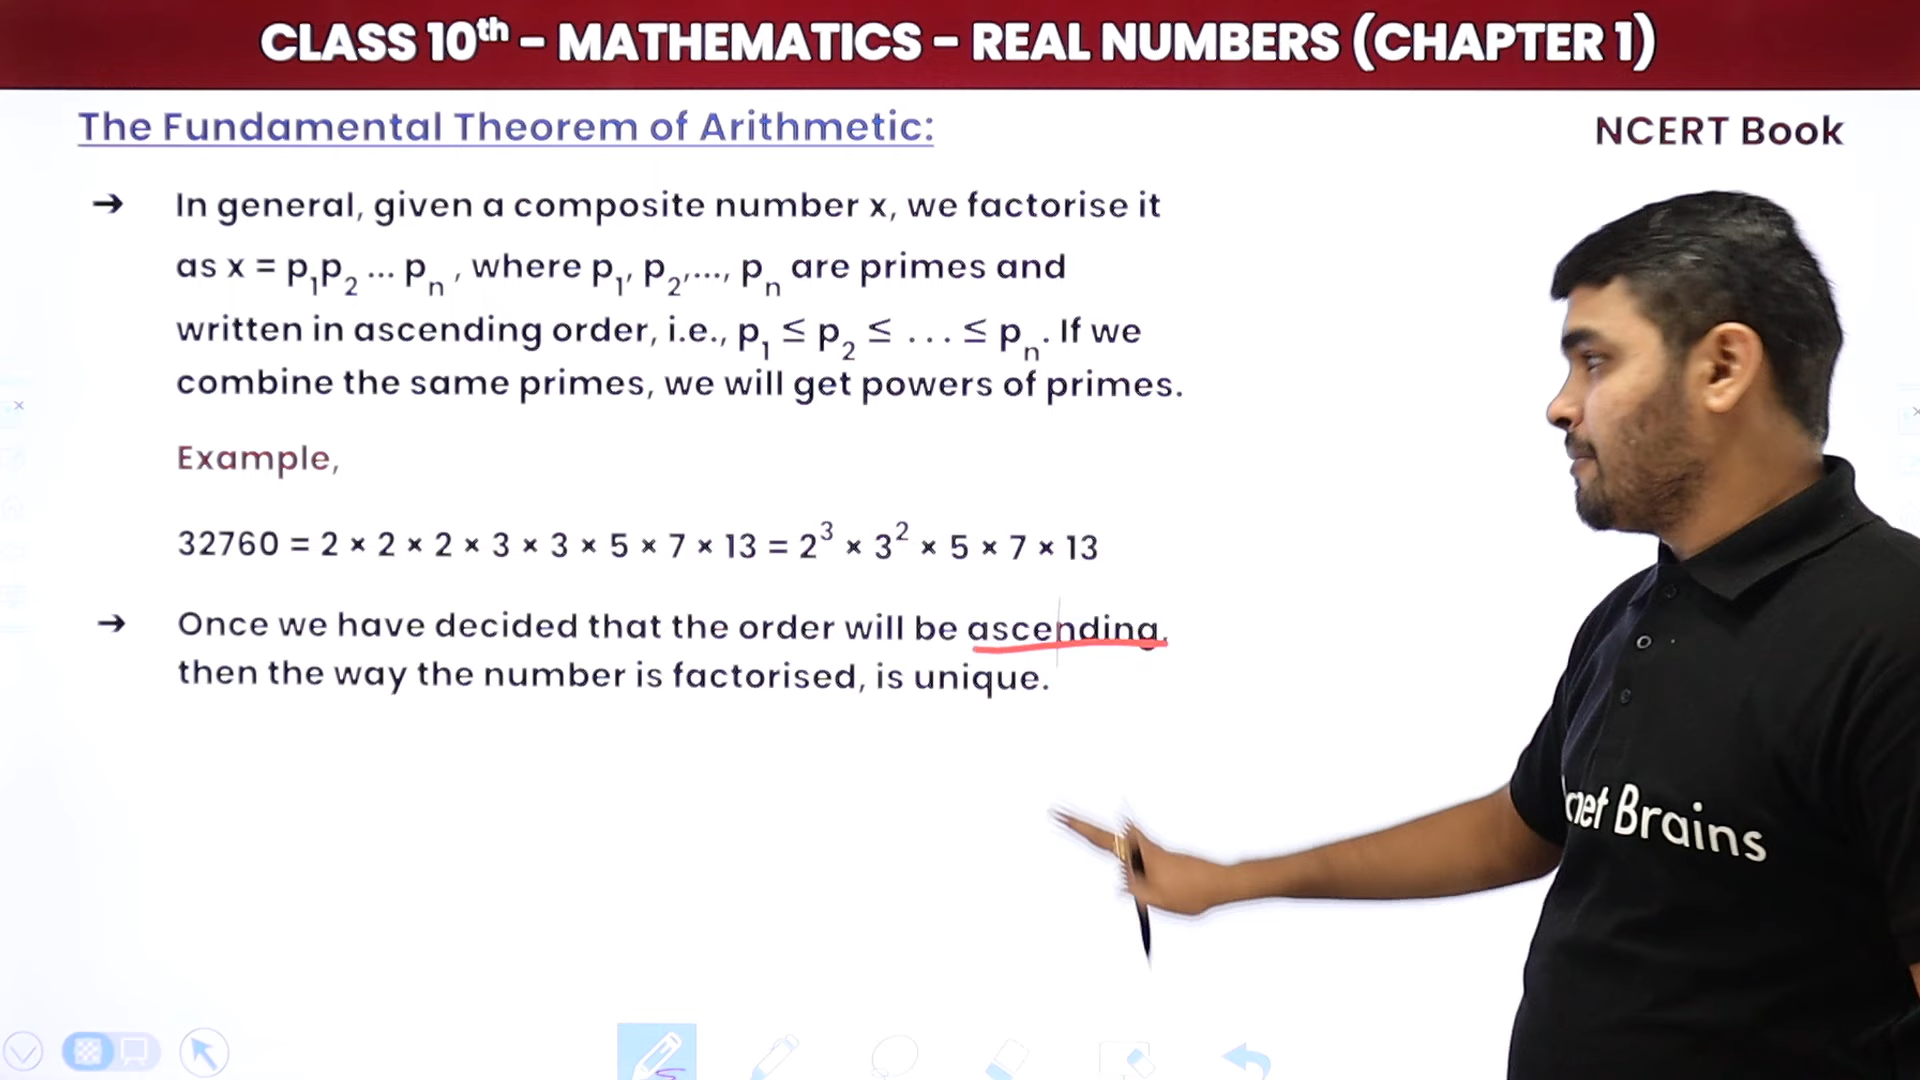 CLASS 10th - MATHEMATICS - REAL NUMBERS (CHAPTER 1)
The Fundamental Theorem of Arithmetic:
NCERT Book
➔ In general, given a composite number x, we factorise it
as x = p₁p₂ ... pₙ , where p₁, p₂,..., pₙ are primes and
written in ascending order, i.e., p₁ ≤ p₂ ≤ ... ≤ pₙ. If we
combine the same primes, we will get powers of primes.
Example,
32760 = 2 × 2 × 2 × 3 × 3 × 5 × 7 × 13 = 2³ × 3² × 5 × 7 × 13
➔ Once we have decided that the order will be ascending,
then the way the number is factorised, is unique.
Brains